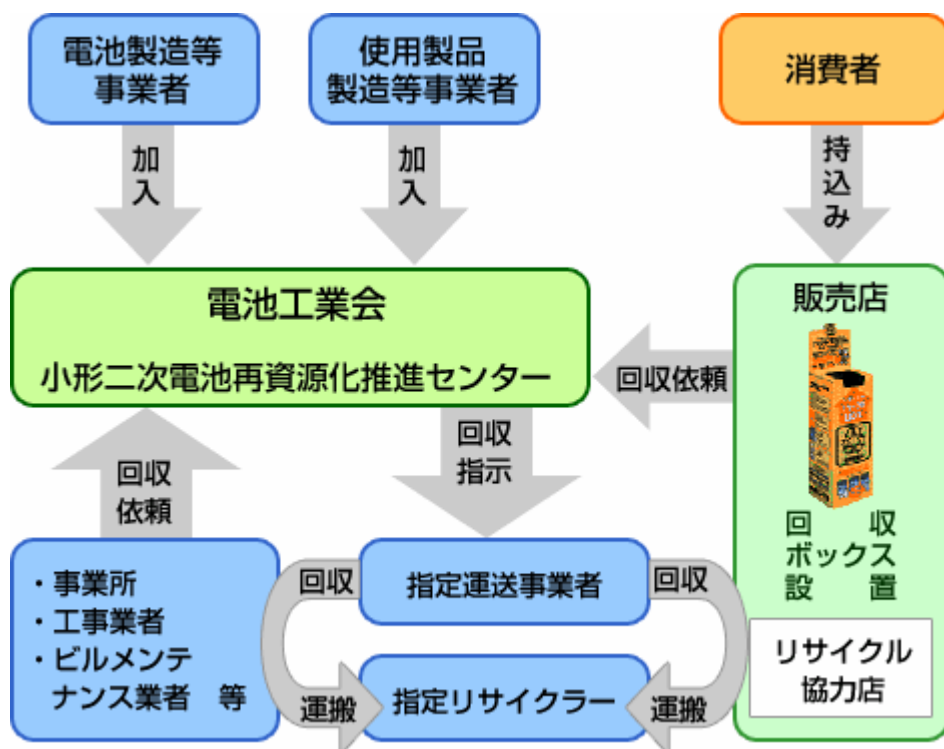 電池製造等
事業者
使用製品
製造等事業者
消費者
加入
加入
持込み
電池工業会
小形二次電池再資源化推進センター
販売店
回収依頼
回収
指示
回収
依頼
回収
ボックス
設置
・事業所
・工事業者
・ビルメンテ
ナンス業者 等
回収
指定運送事業者
回収
リサイクル
協力店
運搬
指定リサイクラー
運搬